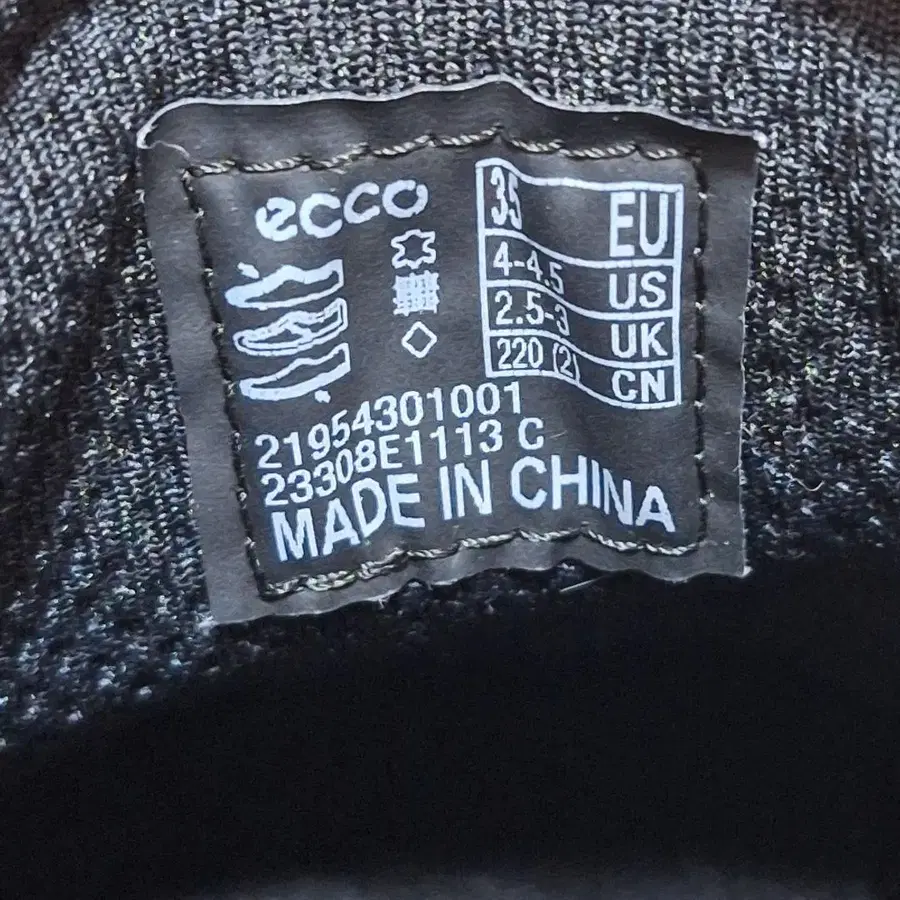 ecco
35 EU
4-4.5 US
2.5-3 UK
220 (2) CN
21954301001
23308E1113 C
MADE IN CHINA